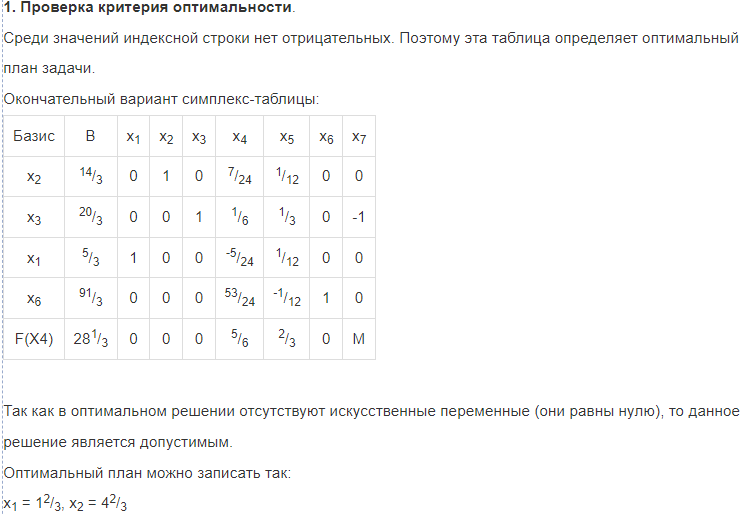 1. Проверка критерия оптимальности.
Среди значений индексной строки нет отрицательных. Поэтому эта таблица определяет оптимальный
план задачи.
Окончательный вариант симплекс-таблицы:
Базис B x1 x2 x3 x4 x5 x6 x7
x2 14/3 0 1 0 7/24 1/12 0 0
x3 20/3 0 0 1 1/6 1/3 0 -1
x1 5/3 1 0 0 -5/24 1/12 0 0
x6 91/3 0 0 0 53/24 -1/12 1 0
F(X4) 28 1/3 0 0 0 5/6 2/3 0 M
Так как в оптимальном решении отсутствуют искусственные переменные (они равны нулю), то данное
решение является допустимым.
Оптимальный план можно записать так:
x1 = 1 2/3, x2 = 4 2/3